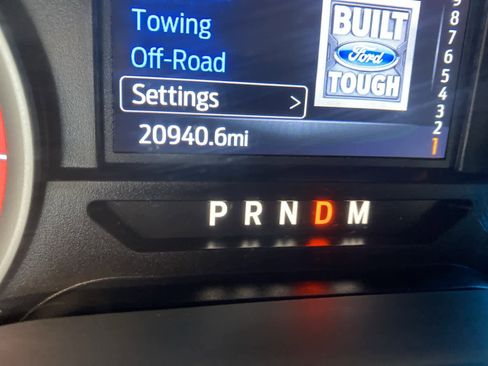 Towing
Off-Road
Settings >
20940.6mi
BUILT
Ford
TOUGH
9
8
7
6
5
4
3
2
1
P R N D M